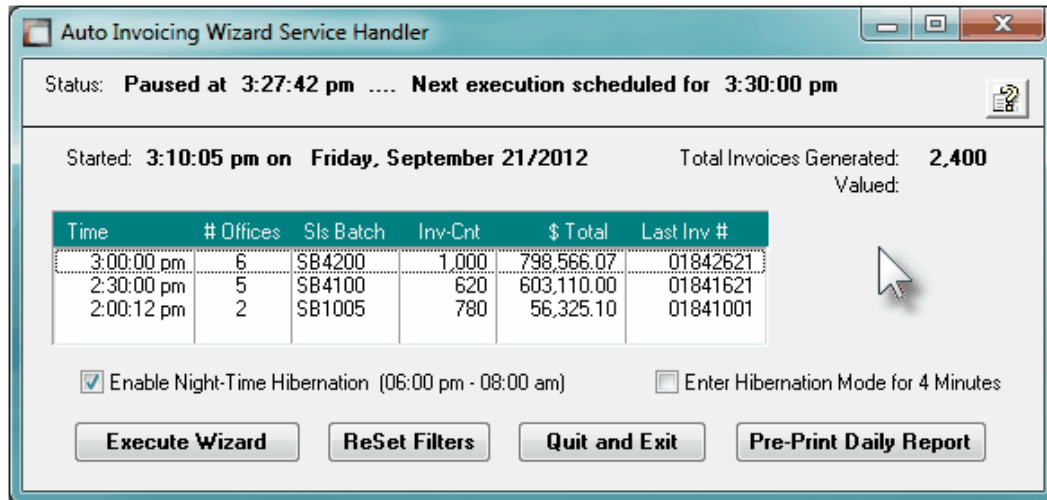 Auto Invoicing Wizard Service Handler
Status: Paused at 3:27:42 pm .... Next execution scheduled for 3:30:00 pm
Started: 3:10:05 pm on Friday, September 21/2012 Total Invoices Generated: 2,400
Valued:
Time # Offices Sls Batch Inv-Cnt $ Total Last Inv #
3:00:00 pm 6 SB4200 1,000 798,566.07 01842621
2:30:00 pm 5 SB4100 620 603,110.00 01841621
2:00:12 pm 2 SB1005 780 56,325.10 01841001
Enable Night-Time Hibernation (06:00 pm - 08:00 am) Enter Hibernation Mode for 4 Minutes
Execute Wizard ReSet Filters Quit and Exit Pre-Print Daily Report